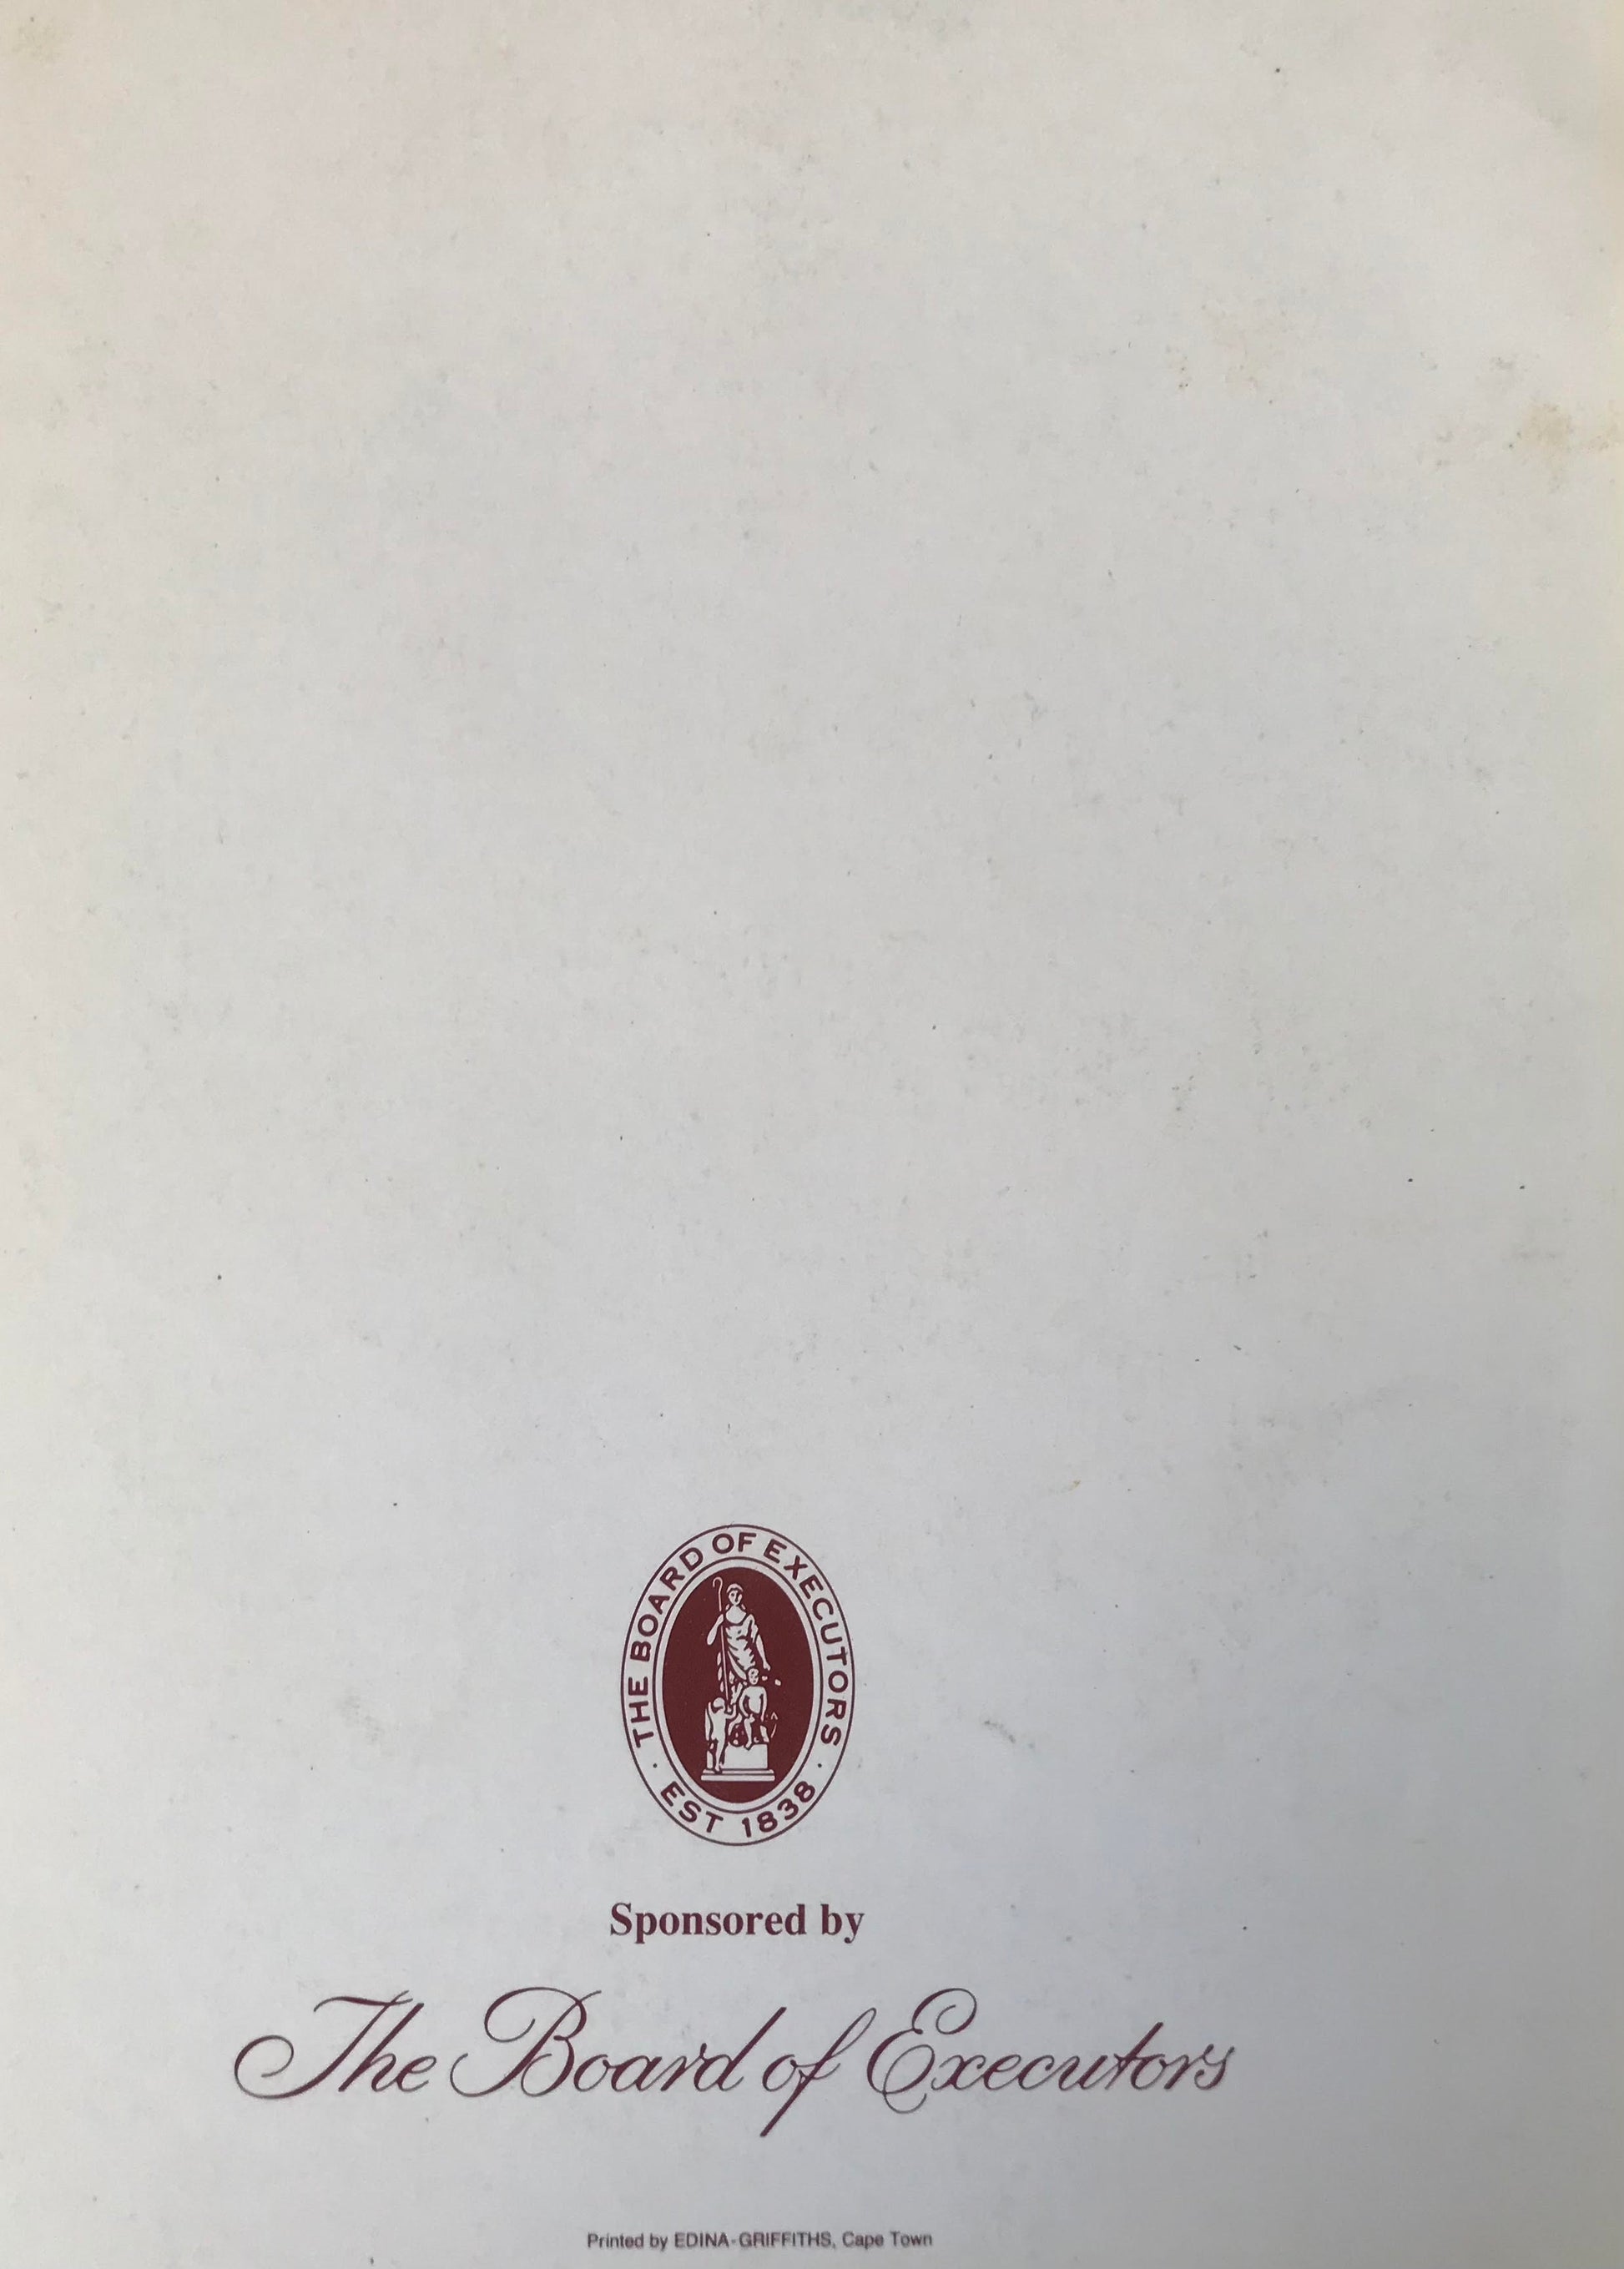 THE BOARD OF EXECUTORS
· EST 1838 ·
Sponsored by
The Board of Executors
Printed by EDINA-GRIFFITHS, Cape Town